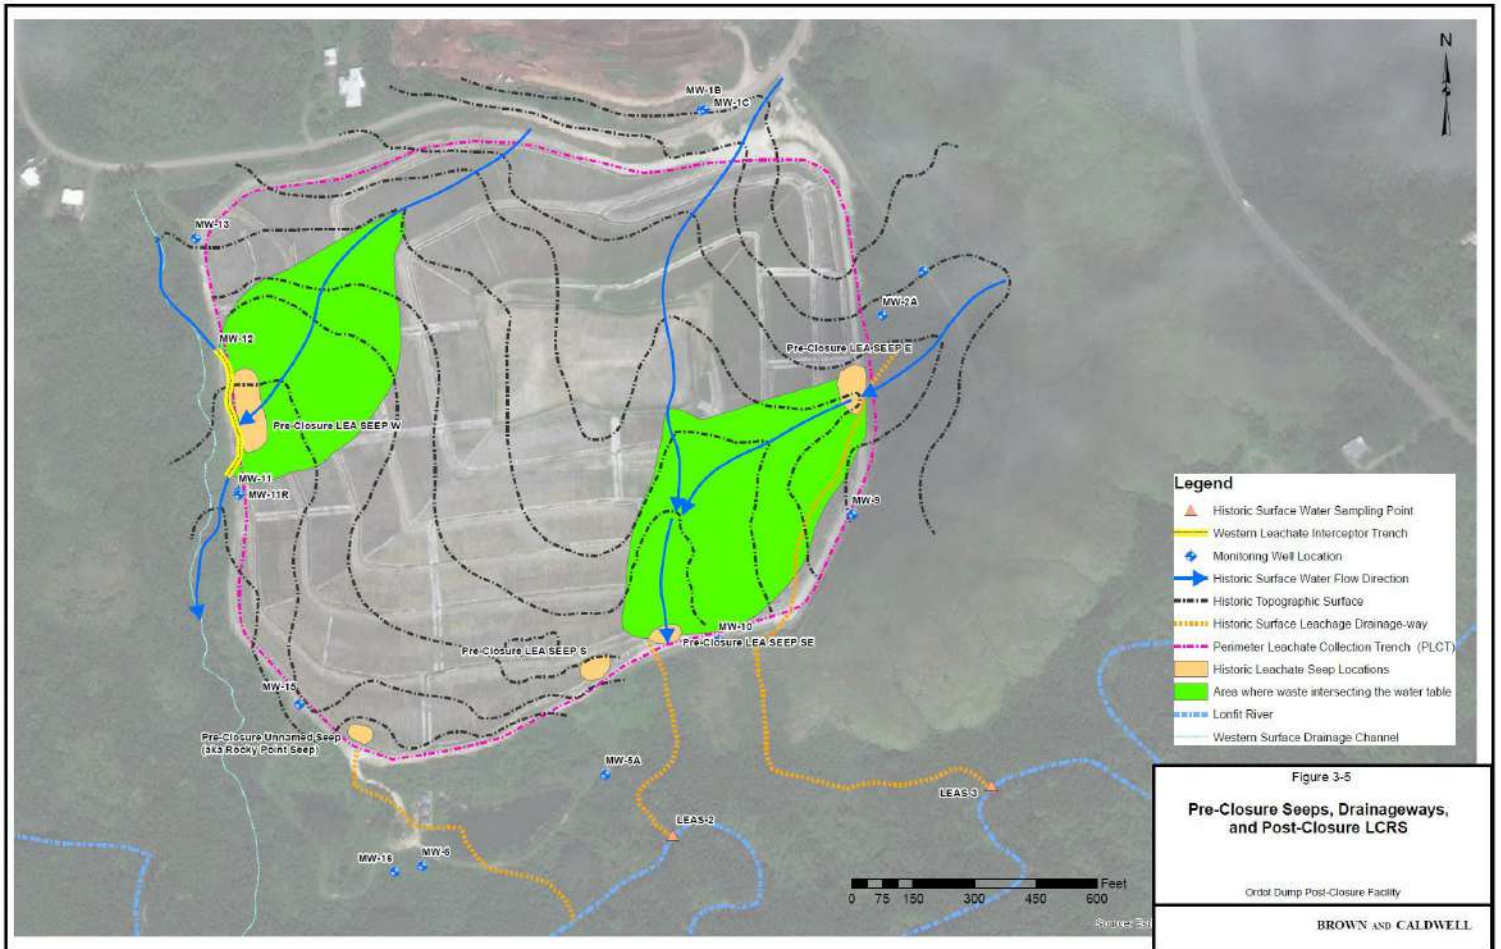 N
MW-1B
MW-1C
MW-13
MW-2A
MW-12
Pre-Closure LEA SEEP E
Pre-Closure LEA SEEP W
MW-11
MW-11R
MW-9
MW-10
Pre-Closure LEA SEEP SE
Pre-Closure LEA SEEP S
MW-15
Pre-Closure Unnamed Seep
(aka Rocky Point Seep)
MW-5A
LEAS-3
LEAS-2
MW-16
MW-6
Feet
0 75 150 300 450 600
Legend
Historic Surface Water Sampling Point
Western Leachate Interceptor Trench
Monitoring Well Location
Historic Surface Water Flow Direction
Historic Topographic Surface
Historic Surface Leachage Drainage-way
Perimeter Leachate Collection Trench (PLCT)
Historic Leachate Seep Locations
Area where waste intersecting the water table
Lonfit River
Western Surface Drainage Channel
Figure 3-5
Pre-Closure Seeps, Drainageways,
and Post-Closure LCRS
Ordot Dump Post-Closure Facility
BROWN AND CALDWELL